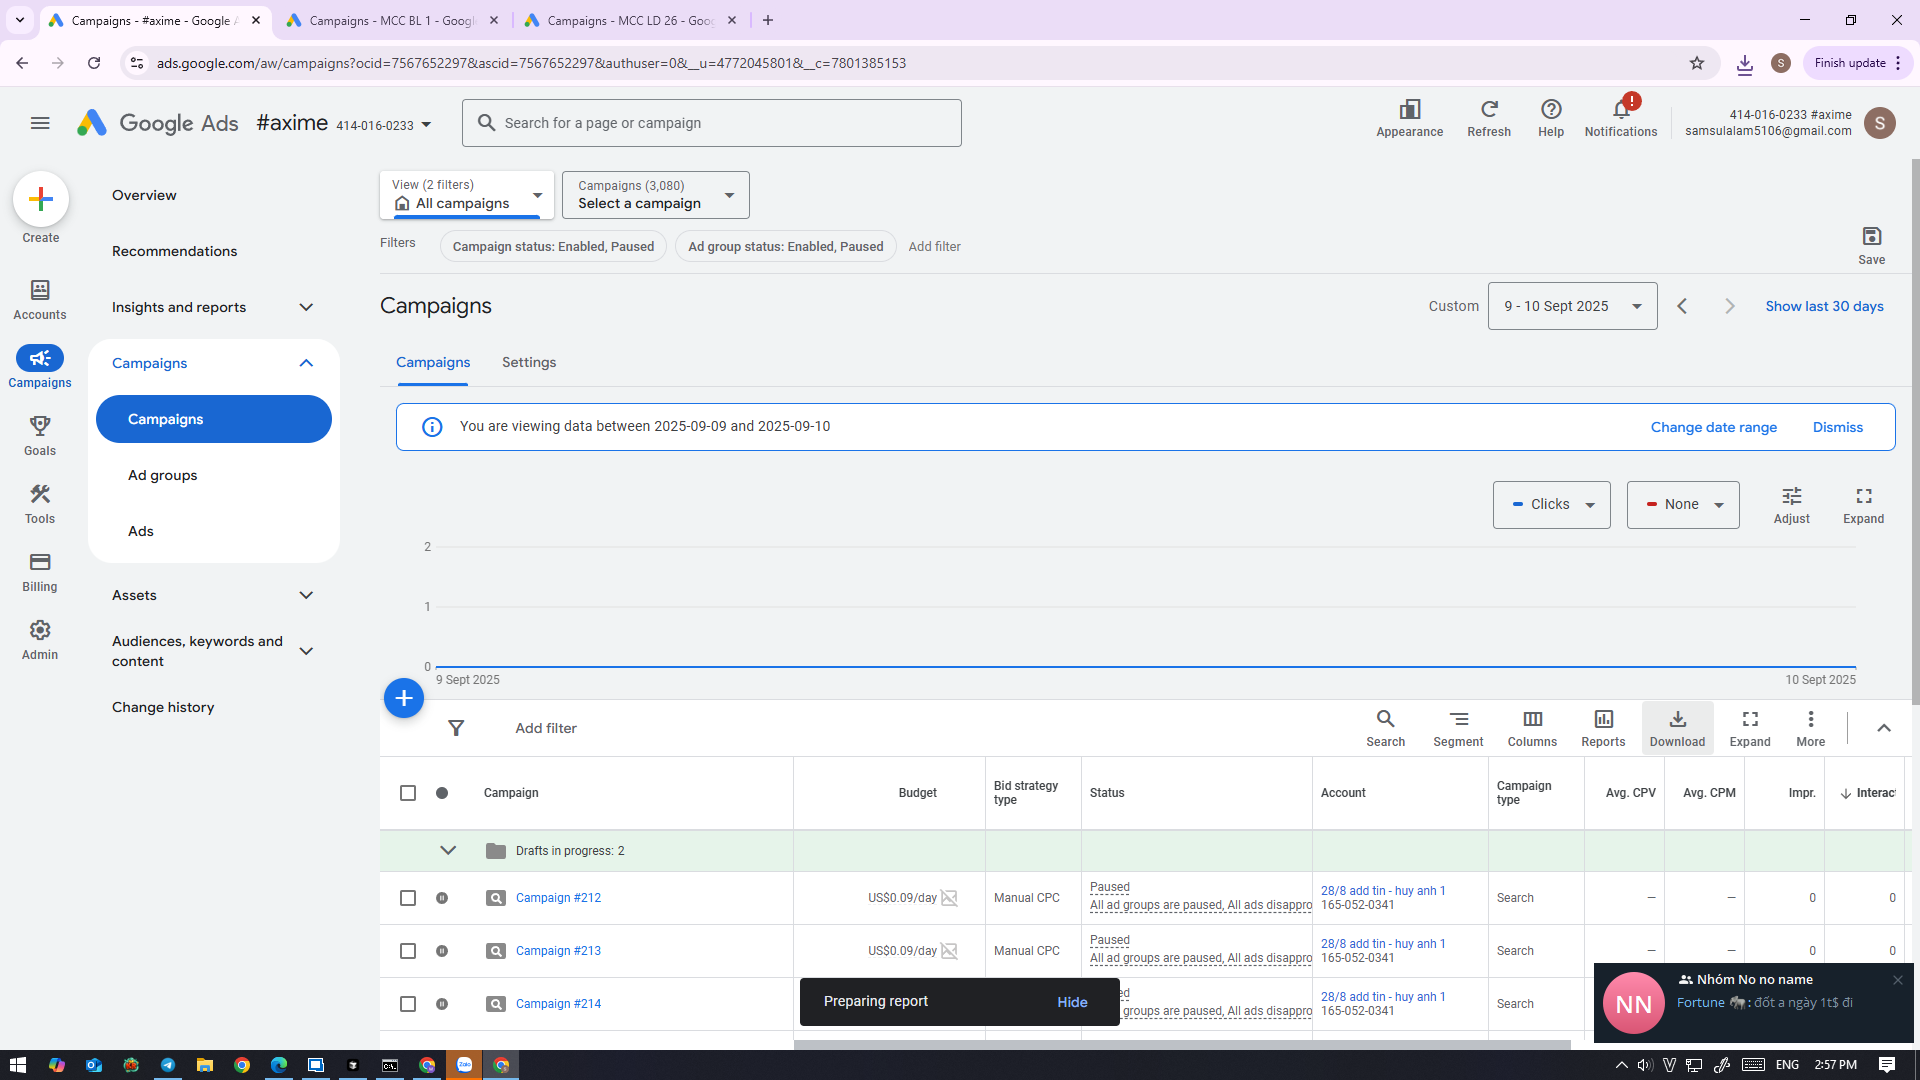 Campaigns - #axime - Google A
Campaigns - MCC BL 1 - Googl
Campaigns - MCC LD 26 - Goo
ads.google.com/aw/campaigns?ocid=7567652297&ascid=7567652297&authuser=0&__u=4772045801&__c=7801385153
S
Finish update
Google Ads
#axime 414-016-0233
Search for a page or campaign
Appearance
Refresh
Help
!
Notifications
414-016-0233 #axime
samsulalam5106@gmail.com
S
Create
Accounts
Campaigns
Goals
Tools
Billing
Admin
Overview
Recommendations
Insights and reports
Campaigns
Campaigns
Ad groups
Ads
Assets
Audiences, keywords and
content
Change history
View (2 filters)
All campaigns
Campaigns (3,080)
Select a campaign
Filters
Campaign status: Enabled, Paused
Ad group status: Enabled, Paused
Add filter
Save
Campaigns
Custom
9 - 10 Sept 2025
Show last 30 days
Campaigns
Settings
You are viewing data between 2025-09-09 and 2025-09-10
Change date range
Dismiss
Clicks
None
Adjust
Expand
2
1
0
9 Sept 2025
10 Sept 2025
Add filter
Search
Segment
Columns
Reports
Download
Expand
More
Campaign
Budget
Bid strategy
type
Status
Account
Campaign
type
Avg. CPV
Avg. CPM
Impr.
Interac
Drafts in progress: 2
Campaign #212
US$0.09/day
Manual CPC
Paused
All ad groups are paused, All ads disappro
28/8 add tin - huy anh 1
165-052-0341
Search
—
—
0
0
Campaign #213
US$0.09/day
Manual CPC
Paused
All ad groups are paused, All ads disappro
28/8 add tin - huy anh 1
165-052-0341
Search
—
—
0
0
Campaign #214
ed
groups are paused, All ads disappro
28/8 add tin - huy anh 1
165-052-0341
Search
Preparing report
Hide
NN
Nhóm No no name
Fortune 🐘: đốt a ngày 1t$ đi
Zalo
ENG
2:57 PM